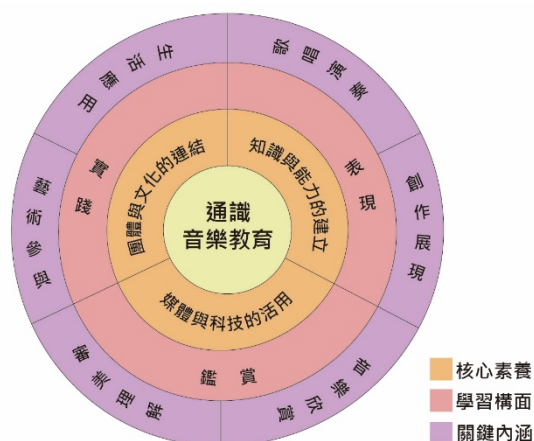 通識
音樂教育
知識與能力的建立
媒體與科技的活用
團體與文化的連結
表現
鑑賞
實踐
歌唱演奏
創作展現
音樂欣賞
審美理解
藝術參與
生活應用
核心素養
學習構面
關鍵內涵